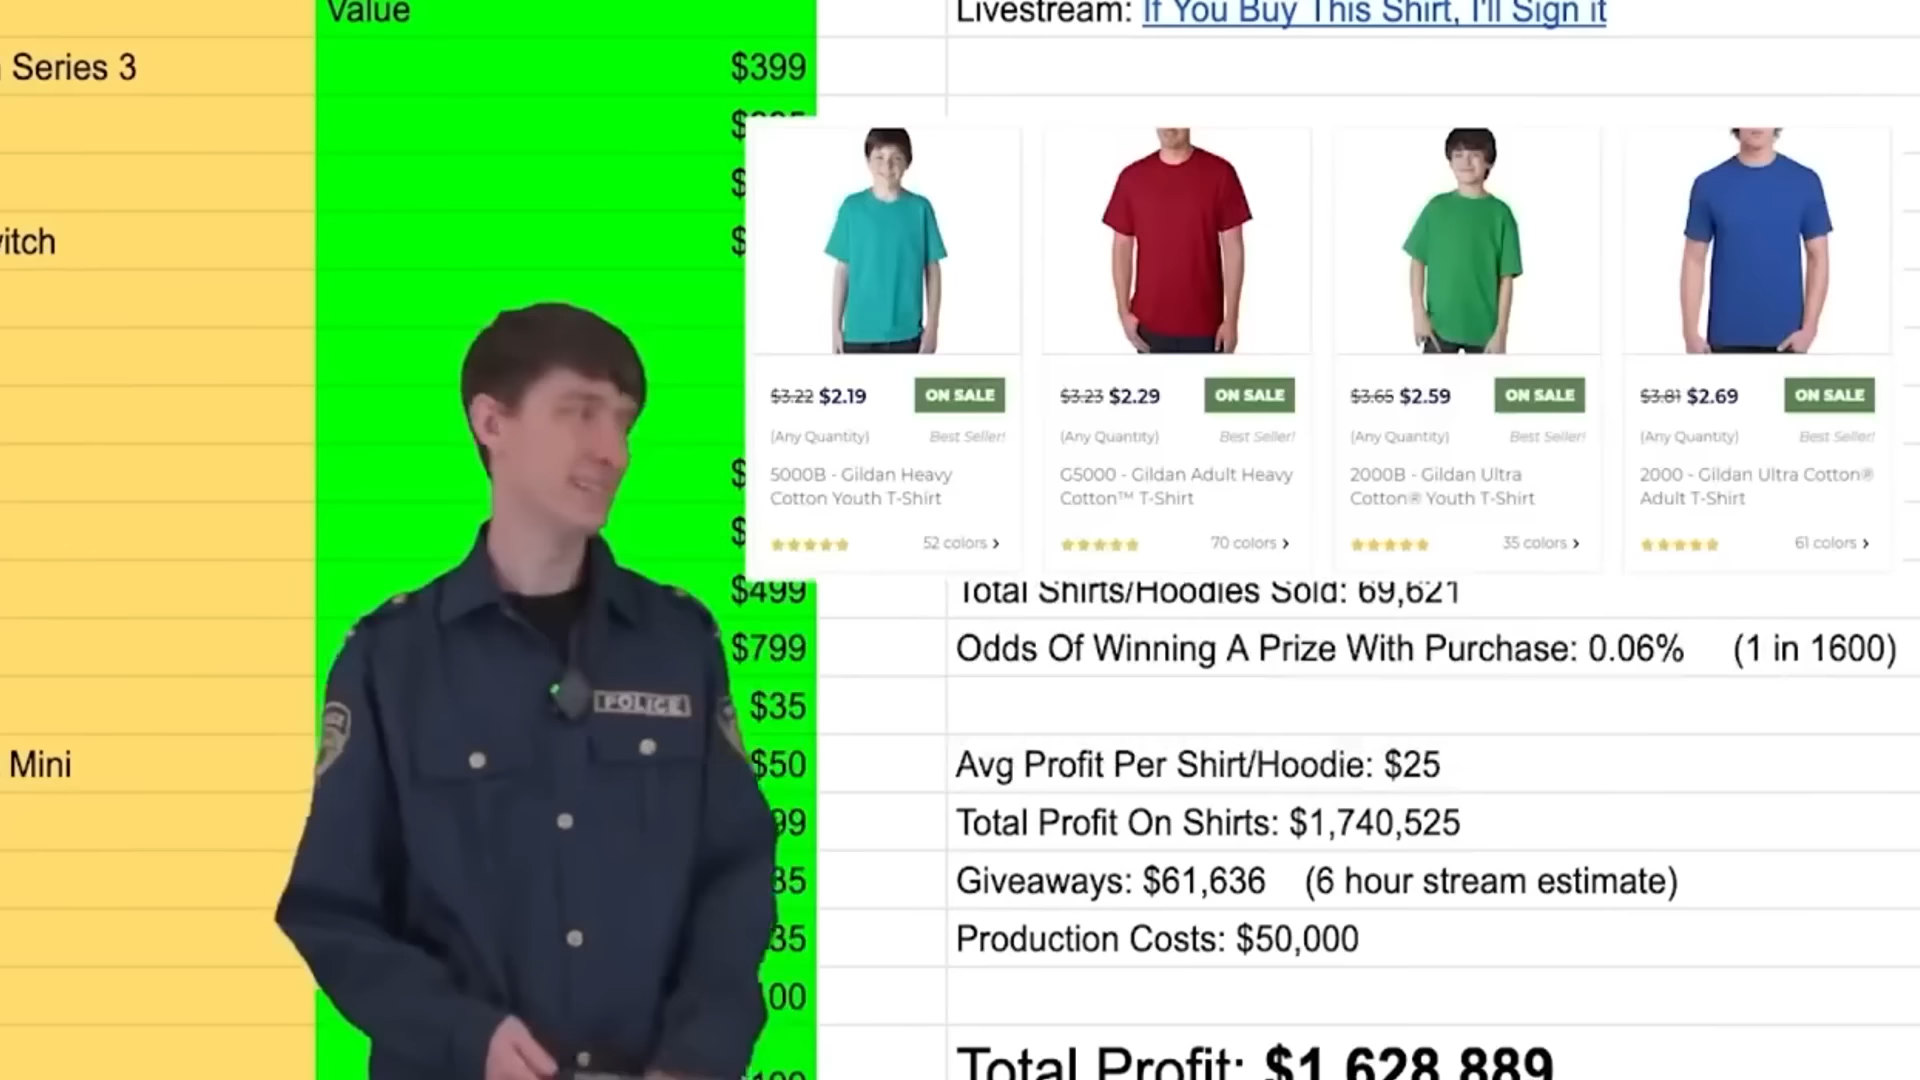 Value
Livestream: If You Buy This Shirt, I'll Sign it
Series 3
$399
$
$
itch
$
$3.22 $2.19
ON SALE
$3.23 $2.29
ON SALE
$3.65 $2.59
ON SALE
$3.81 $2.69
ON SALE
(Any Quantity)
Best Seller!
(Any Quantity)
Best Seller!
(Any Quantity)
Best Seller!
(Any Quantity)
Best Seller!
5000B - Gildan Heavy
Cotton Youth T-Shirt
G5000 - Gildan Adult Heavy
Cotton™ T-Shirt
2000B - Gildan Ultra
Cotton® Youth T-Shirt
2000 - Gildan Ultra Cotton®
Adult T-Shirt
52 colors >
70 colors >
35 colors >
61 colors >
$
$
$499
Total Shirts/Hoodies Sold: 69,621
$799
Odds Of Winning A Prize With Purchase: 0.06% (1 in 1600)
POLICE
$35
Mini
$50
Avg Profit Per Shirt/Hoodie: $25
99
Total Profit On Shirts: $1,740,525
35
Giveaways: $61,636 (6 hour stream estimate)
35
Production Costs: $50,000
00
Total Profit: $1,628,889